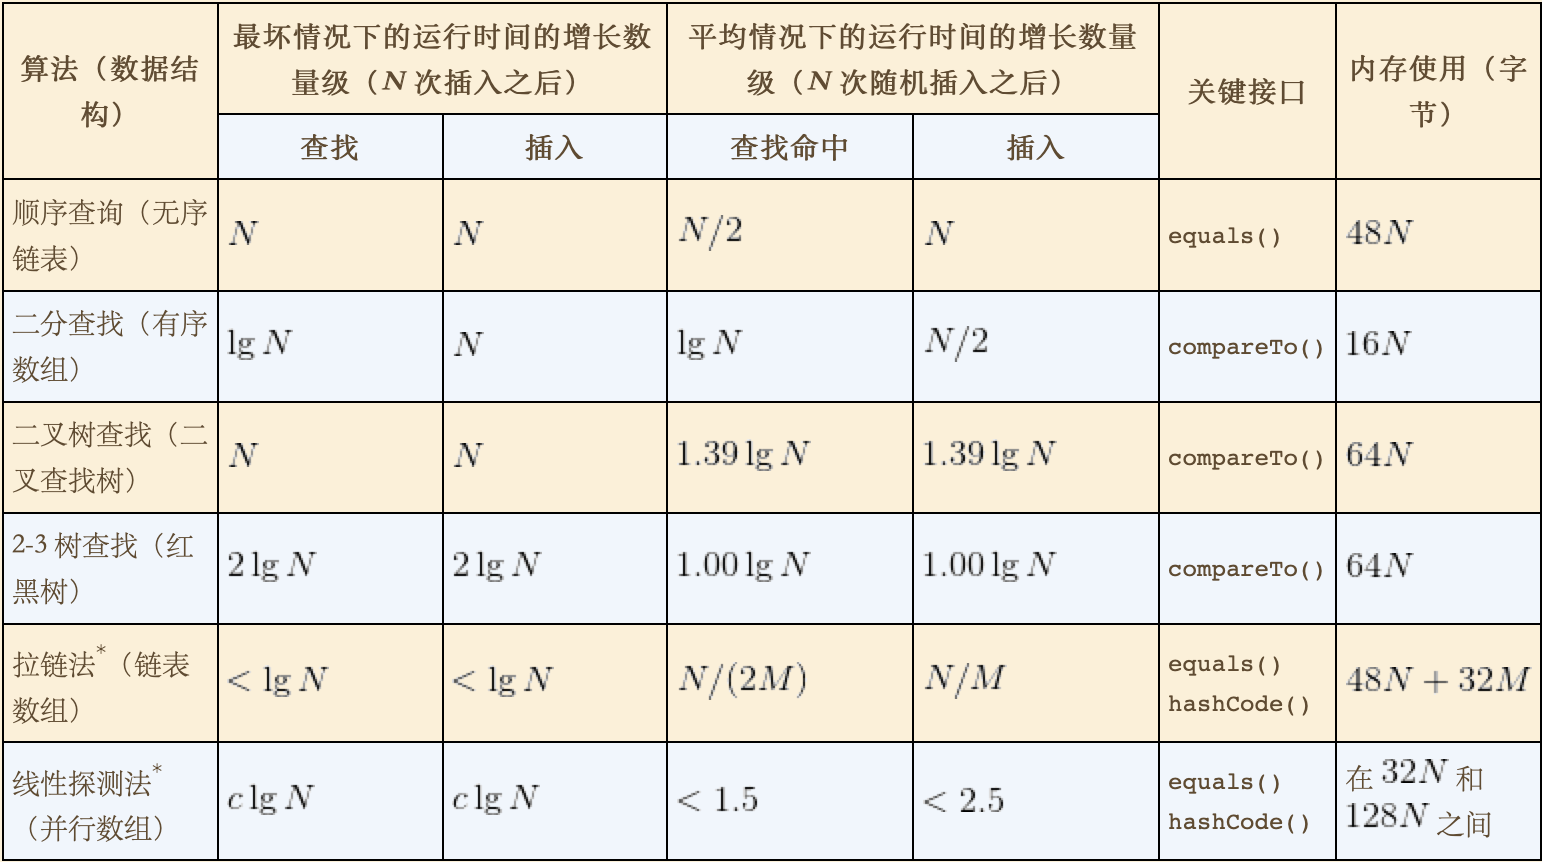 算法（数据结
构）
最坏情况下的运行时间的增长数
量级（N 次插入之后）
平均情况下的运行时间的增长数量
级（N 次随机插入之后）
关键接口
内存使用（字
节）
查找
插入
查找命中
插入
顺序查询（无序
链表）
N
N
N/2
N
equals()
48N
二分查找（有序
数组）
lg N
N
lg N
N/2
compareTo()
16N
二叉树查找（二
叉查找树）
N
N
1.39 lg N
1.39 lg N
compareTo()
64N
2-3 树查找（红
黑树）
2 lg N
2 lg N
1.00 lg N
1.00 lg N
compareTo()
64N
拉链法*（链表
数组）
< lg N
< lg N
N/(2M)
N/M
equals()
hashCode()
48N + 32M
线性探测法*
（并行数组）
c lg N
c lg N
< 1.5
< 2.5
equals()
hashCode()
在 32N 和
128N 之间